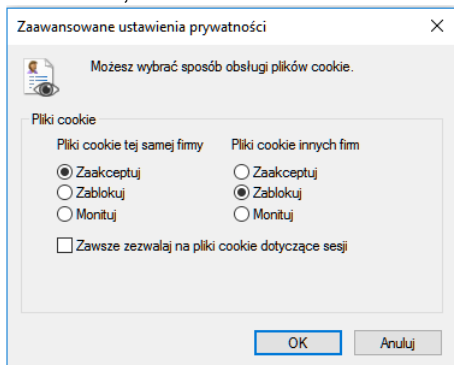 Zaawansowane ustawienia prywatności
Możesz wybrać sposób obsługi plików cookie.
Pliki cookie
Pliki cookie tej samej firmy Pliki cookie innych firm
Zaakceptuj Zaakceptuj
Zablokuj Zablokuj
Monituj Monituj
Zawsze zezwalaj na pliki cookie dotyczące sesji
OK Anuluj